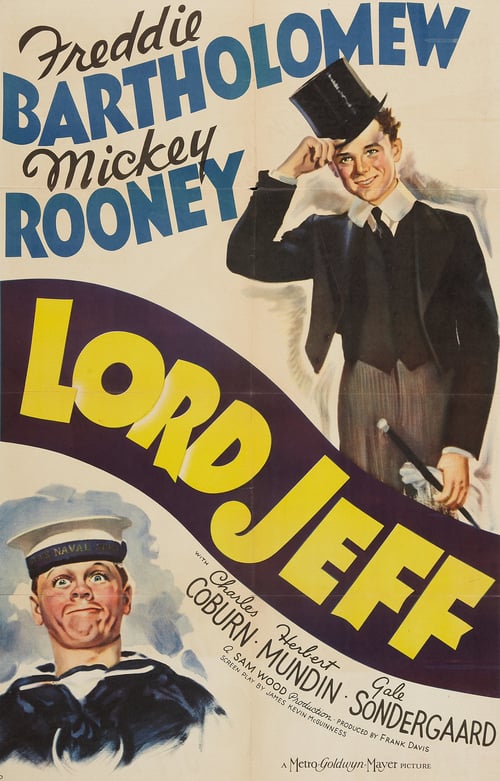 Freddie
BARTHOLOMEW
Mickey
ROONEY
LORD JEFF
NAVAL
WITH
Charles Herbert Gale
COBURN · MUNDIN · SONDERGAARD
A SAM WOOD Production · PRODUCED BY FRANK DAVIS
SCREEN PLAY BY JAMES KEVIN McGUINNESS
A Metro-Goldwyn-Mayer PICTURE